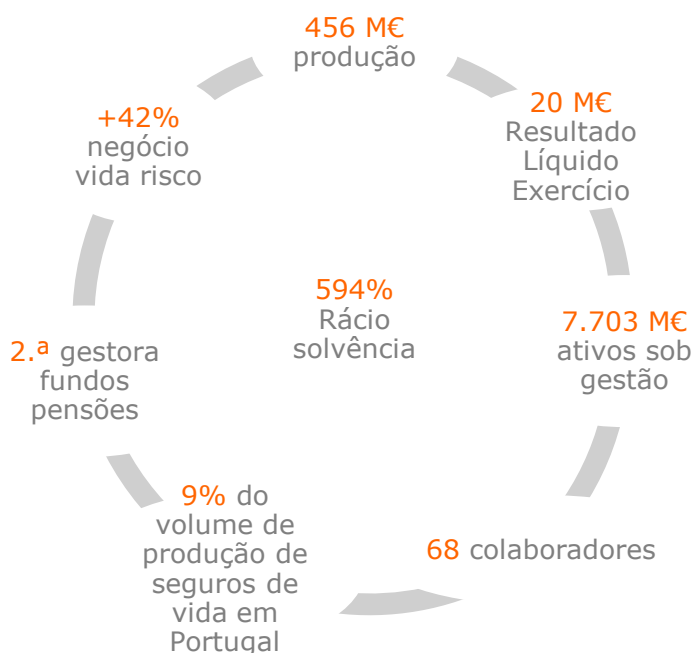 456 M€
produção
20 M€
Resultado
Líquido
Exercício
7.703 M€
ativos sob
gestão
68 colaboradores
9% do
volume de
produção de
seguros de
vida em
Portugal
2.ª gestora
fundos
pensões
+42%
negócio
vida risco
594%
Rácio
solvência